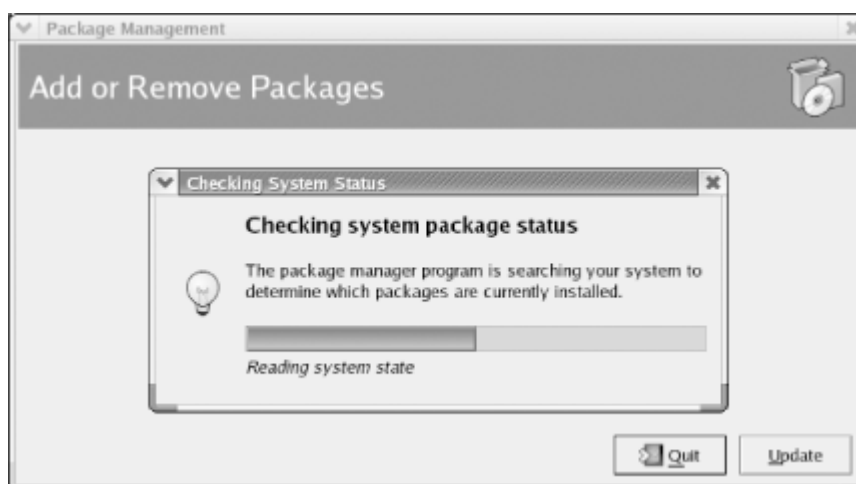 Package Management
Add or Remove Packages
Checking System Status
Checking system package status
The package manager program is searching your system to
determine which packages are currently installed.
Reading system state
Quit
Update